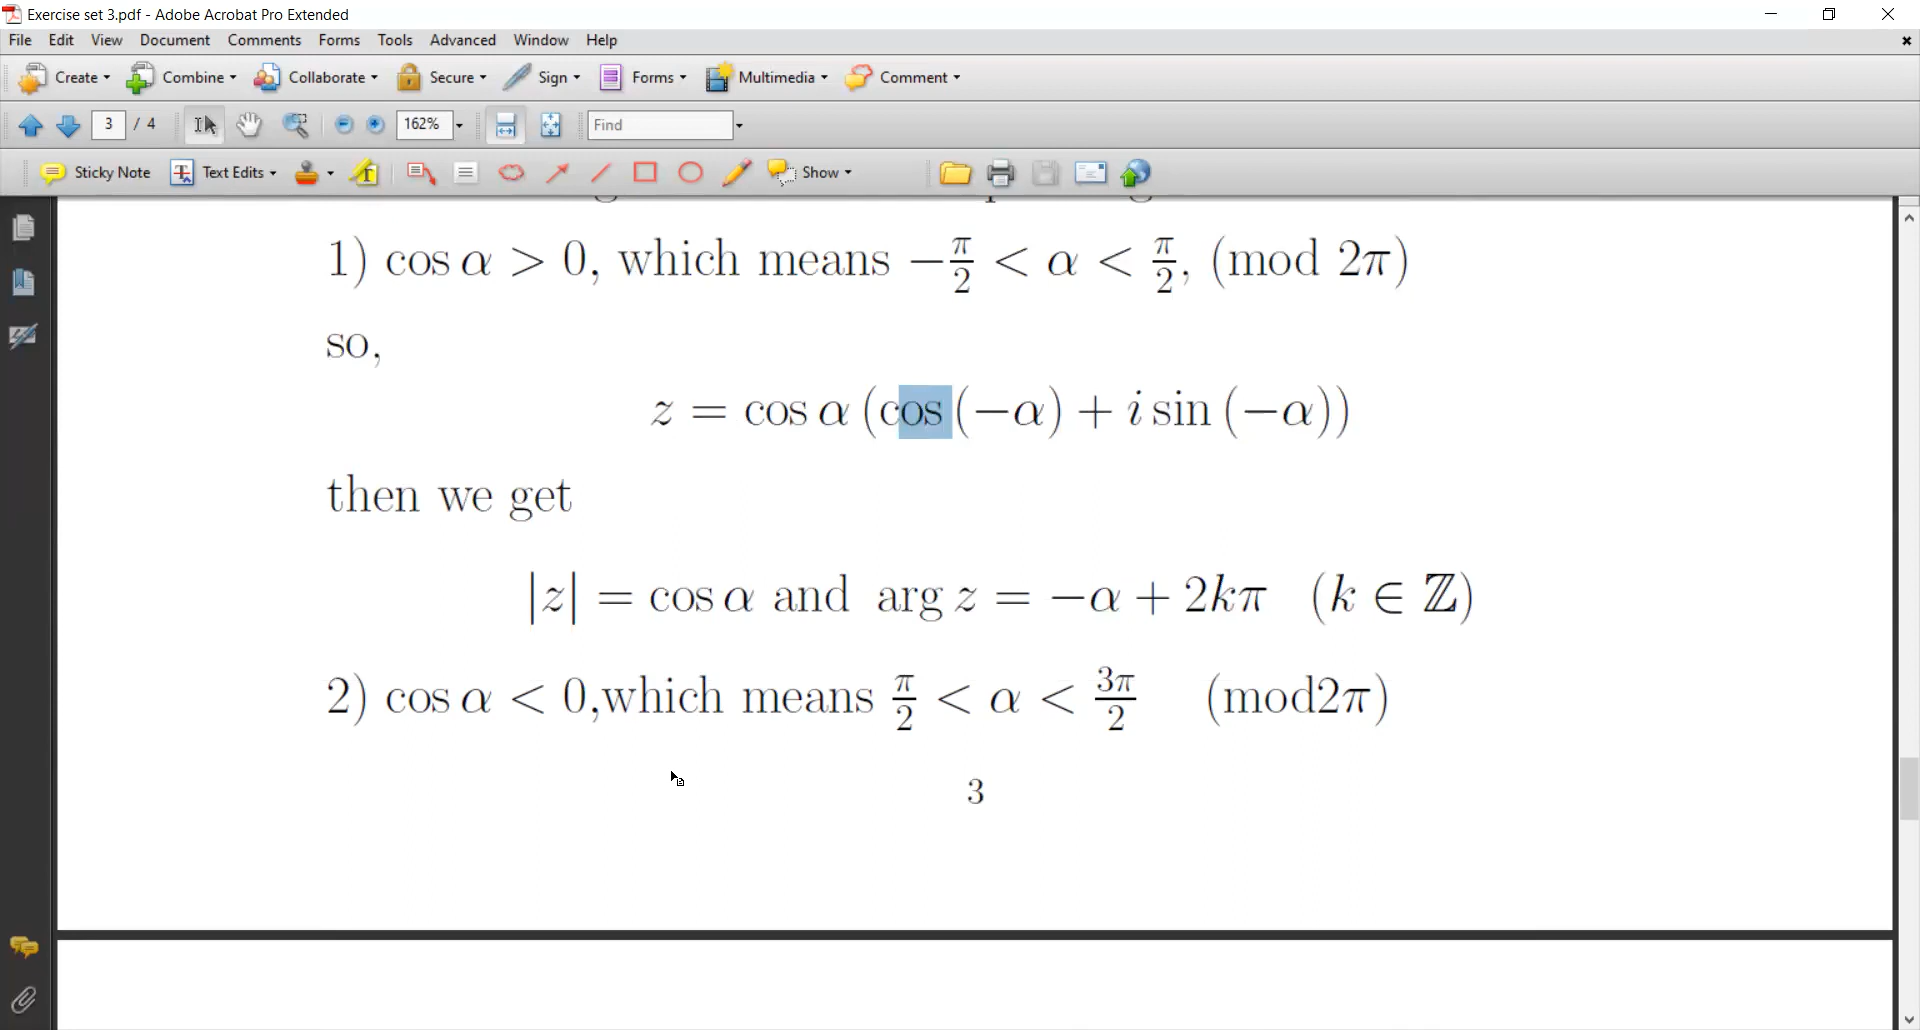 Exercise set 3.pdf - Adobe Acrobat Pro Extended
File Edit View Document Comments Forms Tools Advanced Window Help
Create Combine Collaborate Secure Sign Forms Multimedia Comment
3 / 4 162% Find
Sticky Note Text Edits Show
1) cos α > 0, which means −π/2 < α < π/2, (mod 2π)
so,
z = cos α (cos (−α) + i sin (−α))
then we get
|z| = cos α and arg z = −α + 2kπ (k ∈ ℤ)
2) cos α < 0,which means π/2 < α < 3π/2 (mod2π)
3